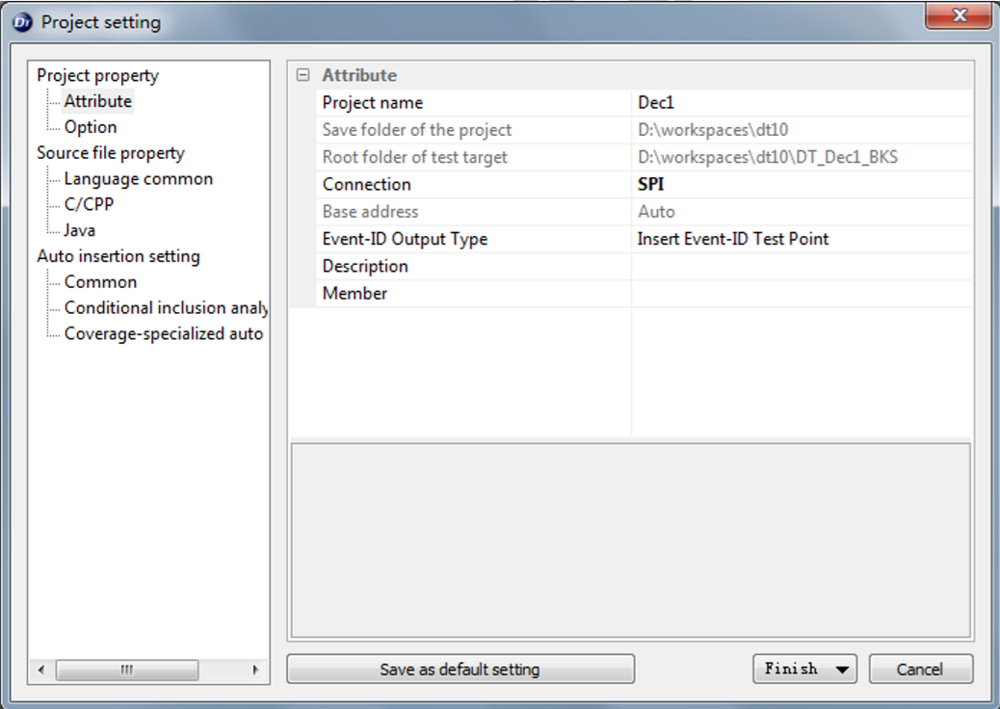 Project setting
Project property
Attribute
Option
Source file property
Language common
C/CPP
Java
Auto insertion setting
Common
Conditional inclusion analy
Coverage-specialized auto
Attribute
Project name Dec1
Save folder of the project D:\workspaces\dt10
Root folder of test target D:\workspaces\dt10\DT_Dec1_BKS
Connection SPI
Base address Auto
Event-ID Output Type Insert Event-ID Test Point
Description
Member
Save as default setting Finish Cancel